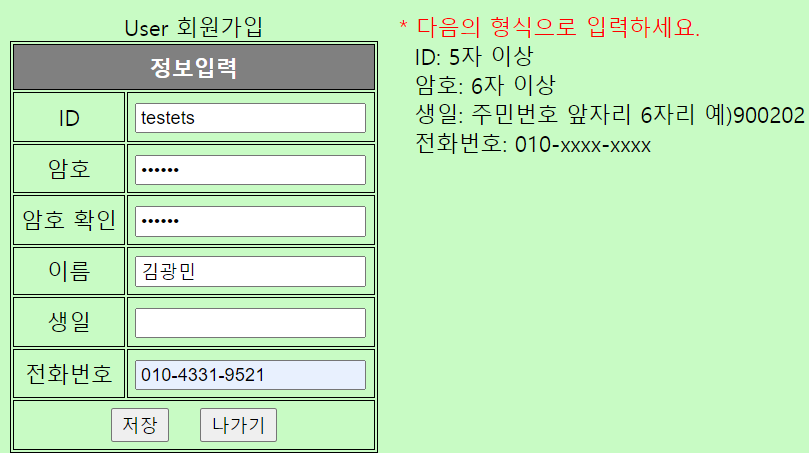 User 회원가입
정보입력
ID testets
암호 ••••••
암호 확인 ••••••
이름 김광민
생일
전화번호 010-4331-9521
저장 나가기
* 다음의 형식으로 입력하세요.
ID: 5자 이상
암호: 6자 이상
생일: 주민번호 앞자리 6자리 예)900202
전화번호: 010-xxxx-xxxx